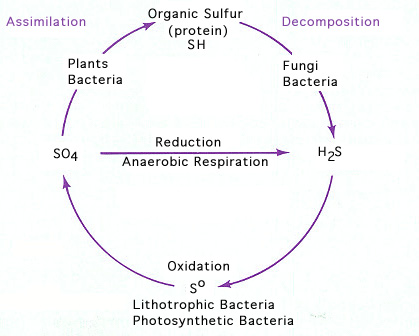 Assimilation
Organic Sulfur
(protein)
SH
Decomposition
Plants
Bacteria
Fungi
Bacteria
SO4
Reduction
Anaerobic Respiration
H2S
Oxidation
S°
Lithotrophic Bacteria
Photosynthetic Bacteria